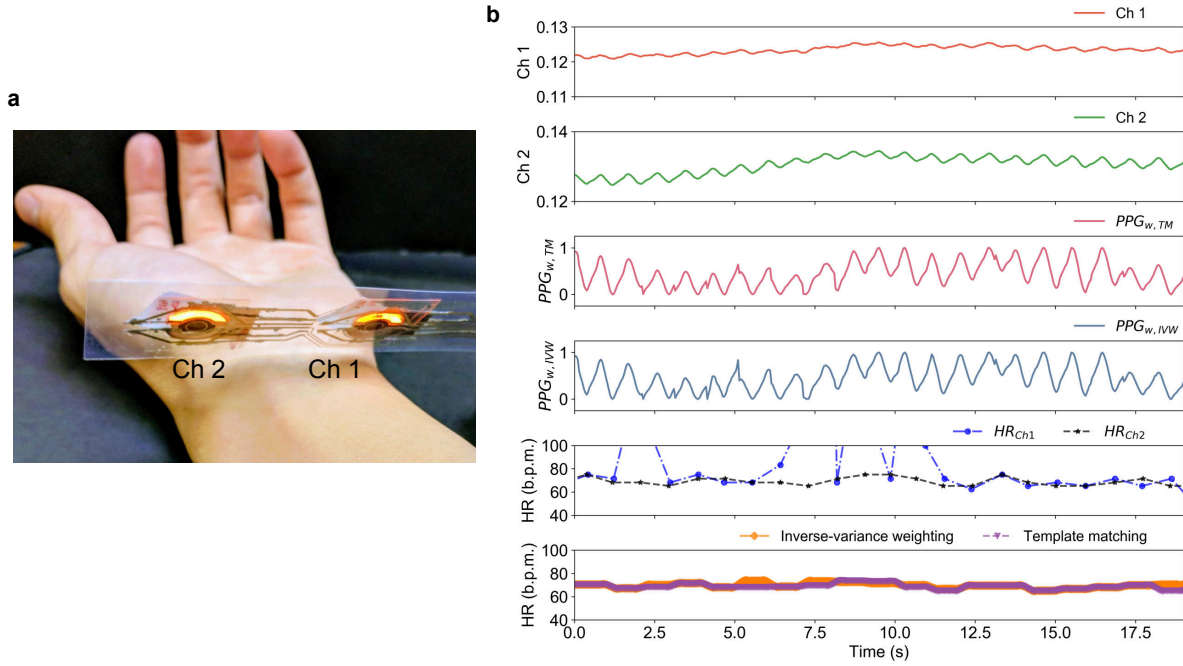 a
Ch 2
Ch 1
b
Ch 1
Ch 1
0.13
0.12
0.11
Ch 2
Ch 2
0.14
0.12
PPG_w, TM
PPG_w, TM
1
0
PPG_w, IVW
PPG_w, IVW
1
0
HR_Ch1
HR_Ch2
HR (b.p.m.)
100
80
60
40
Inverse-variance weighting
Template matching
HR (b.p.m.)
100
80
60
40
0.0 2.5 5.0 7.5 10.0 12.5 15.0 17.5
Time (s)